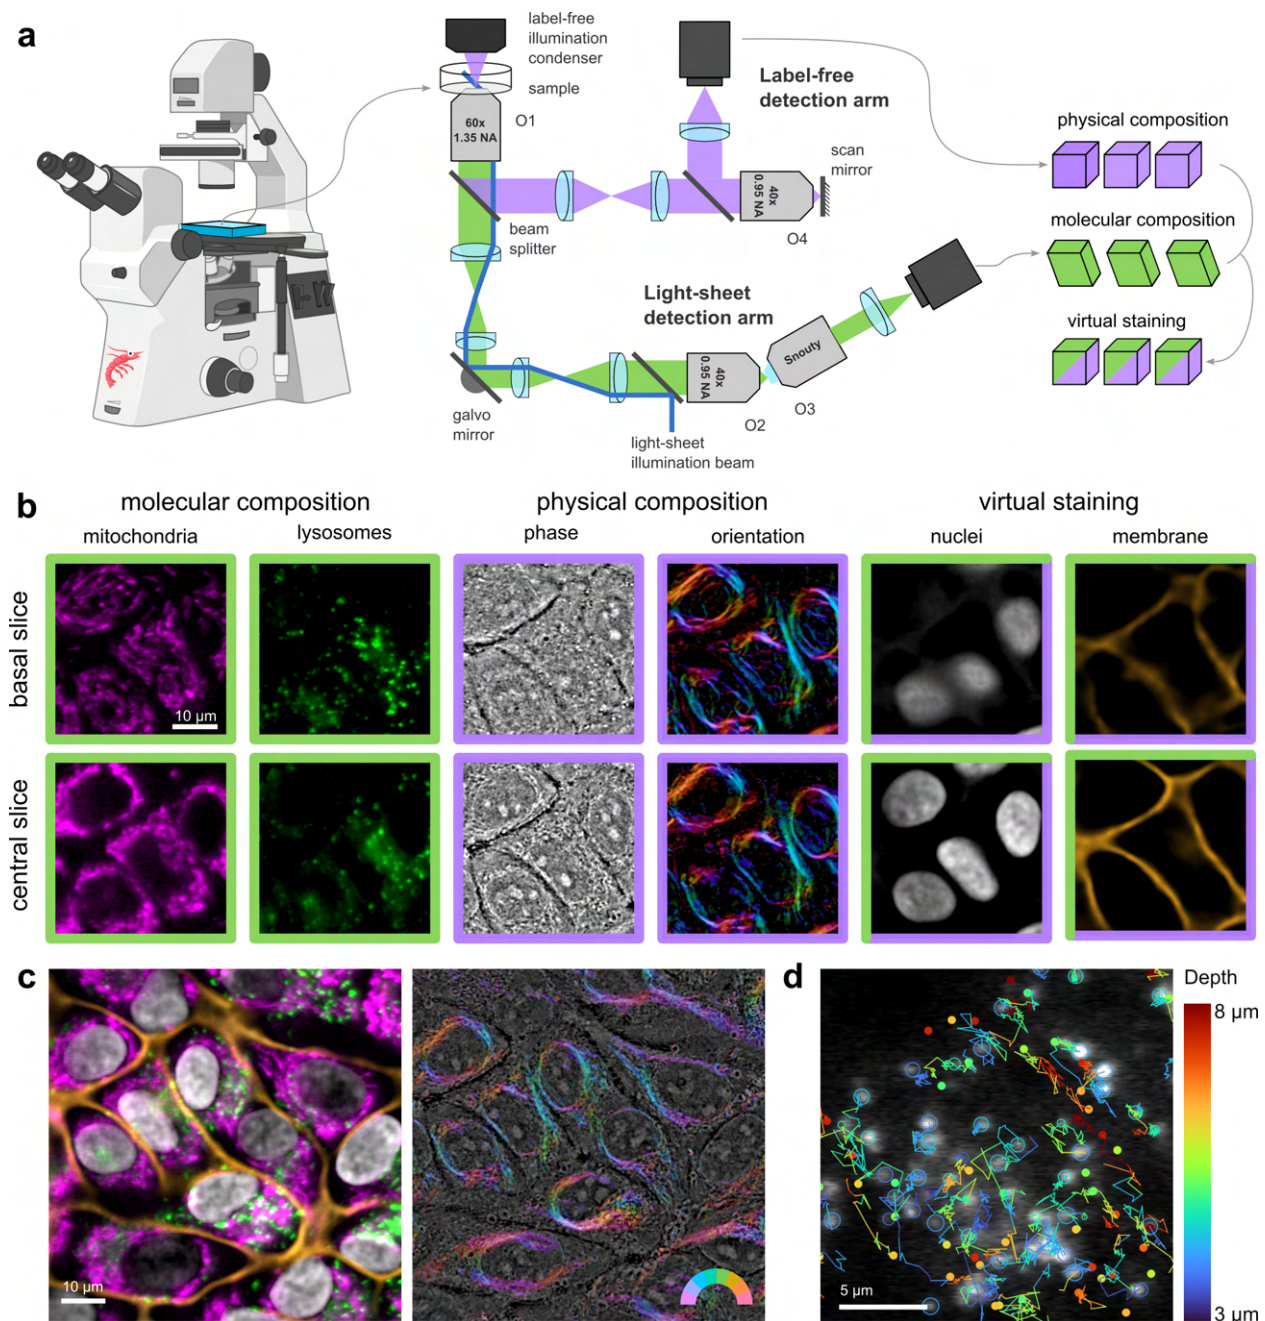 a
label-free
illumination
condenser
sample
60x
1.35 NA
O1
Label-free
detection arm
physical composition
scan
mirror
40x
0.95 NA
O4
beam
splitter
molecular composition
Light-sheet
detection arm
virtual staining
Snouty
40x
0.95 NA
O2
O3
galvo
mirror
light-sheet
illumination beam
b
molecular composition
physical composition
virtual staining
mitochondria
lysosomes
phase
orientation
nuclei
membrane
basal slice
10 µm
central slice
c
10 µm
d
Depth
8 µm
3 µm
5 µm